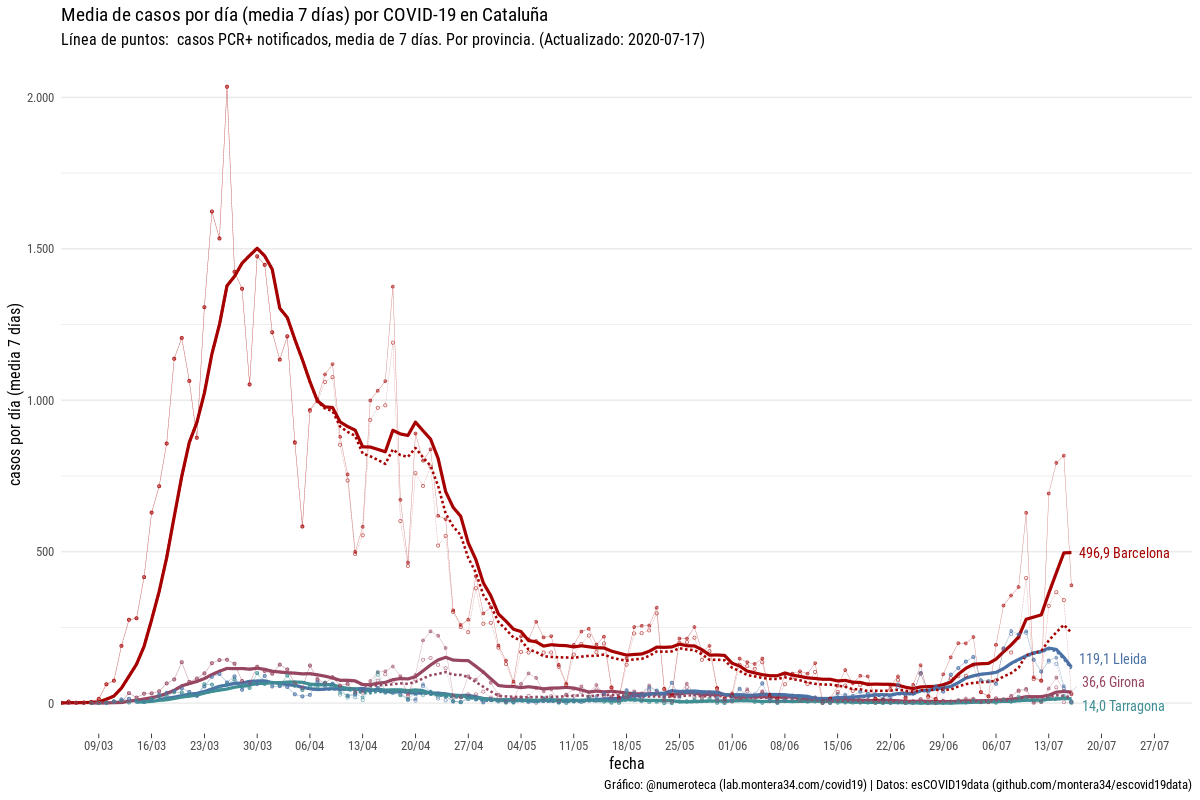 Media de casos por día (media 7 días) por COVID-19 en Cataluña
Línea de puntos:  casos PCR+ notificados, media de 7 días. Por provincia. (Actualizado: 2020-07-17)
casos por día (media 7 días)
2.000
1.500
1.000
500
0
496,9 Barcelona
119,1 Lleida
36,6 Girona
14,0 Tarragona
09/03 16/03 23/03 30/03 06/04 13/04 20/04 27/04 04/05 11/05 18/05 25/05 01/06 08/06 15/06 22/06 29/06 06/07 13/07 20/07 27/07
fecha
Gráfico: @numeroteca (lab.montera34.com/covid19) | Datos: esCOVID19data (github.com/montera34/escovid19data)